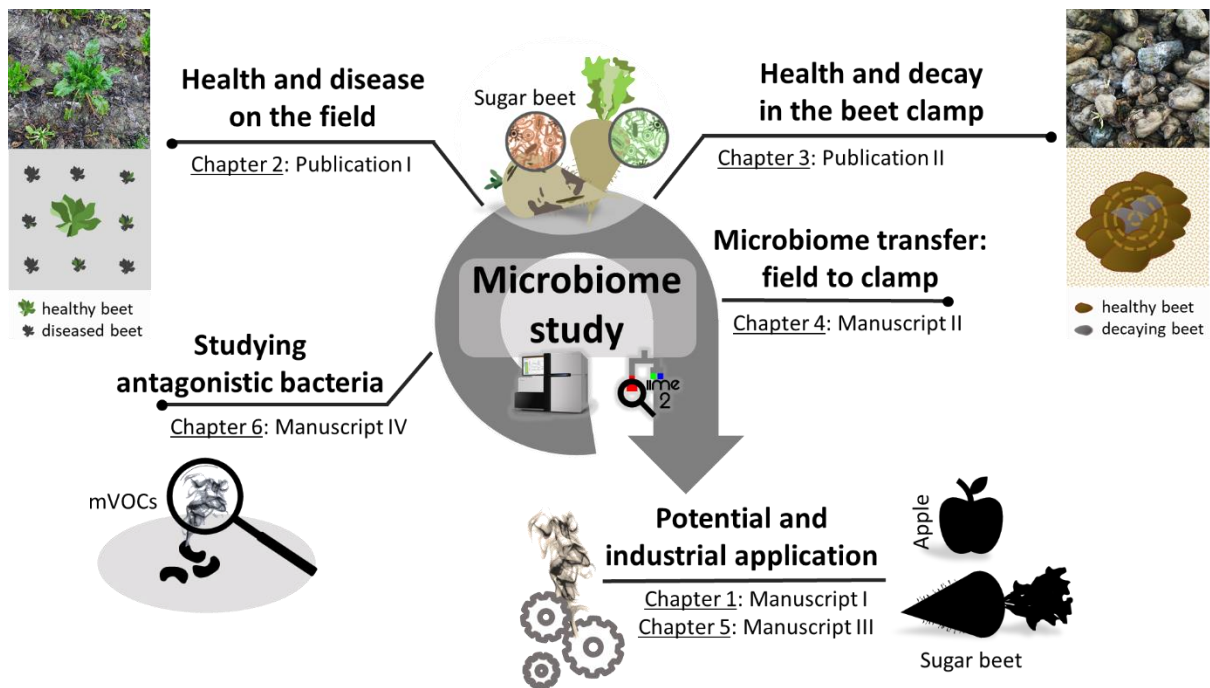 Health and disease
on the field
Chapter 2: Publication I
healthy beet
diseased beet
Sugar beet
Health and decay
in the beet clamp
Chapter 3: Publication II
healthy beet
decaying beet
Microbiome
study
iime
2
Microbiome transfer:
field to clamp
Chapter 4: Manuscript II
Studying
antagonistic bacteria
Chapter 6: Manuscript IV
mVOCs
Potential and
industrial application
Chapter 1: Manuscript I
Chapter 5: Manuscript III
Apple
Sugar beet